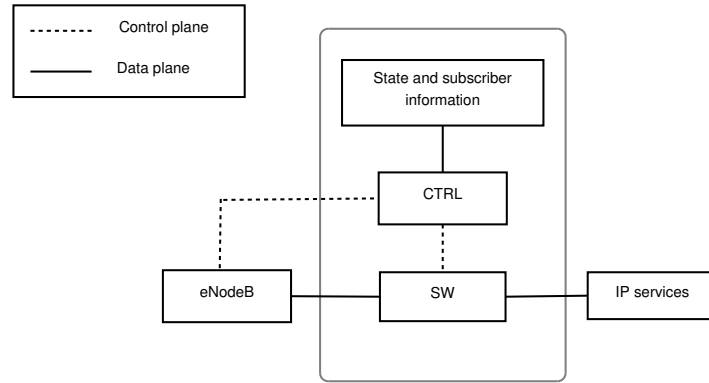 Control plane
Data plane
State and subscriber
information
CTRL
eNodeB
SW
IP services